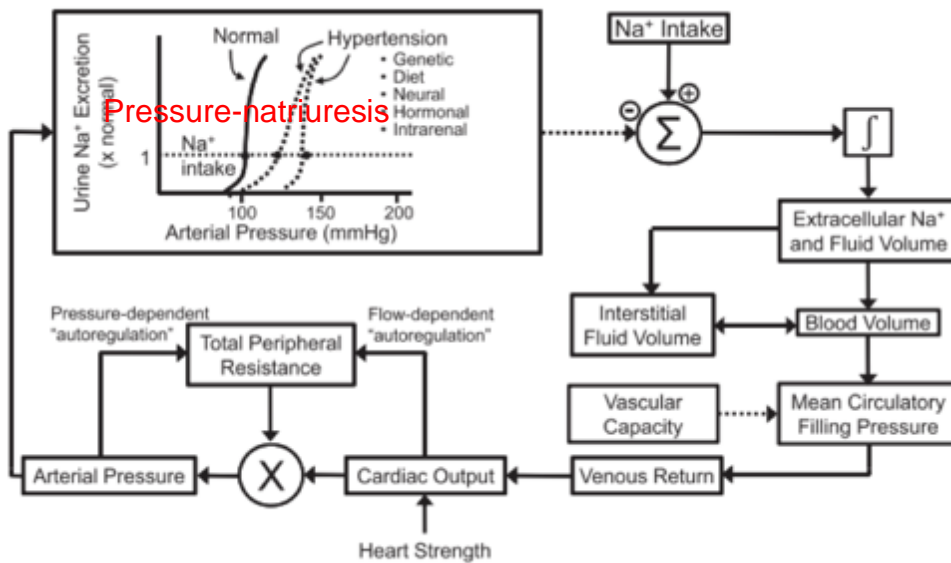 Normal
Hypertension
• Genetic
• Diet
• Neural
• Hormonal
• Intrarenal
Pressure-natriuresis
Urine Na⁺ Excretion
(x normal)
1
Na⁺
intake
100
150
200
Arterial Pressure (mmHg)
Na⁺ Intake
⊖
⊕
Σ
∫
Extracellular Na⁺
and Fluid Volume
Interstitial
Fluid Volume
Blood Volume
Vascular
Capacity
Mean Circulatory
Filling Pressure
Pressure-dependent
"autoregulation"
Flow-dependent
"autoregulation"
Total Peripheral
Resistance
Arterial Pressure
X
Cardiac Output
Venous Return
Heart Strength